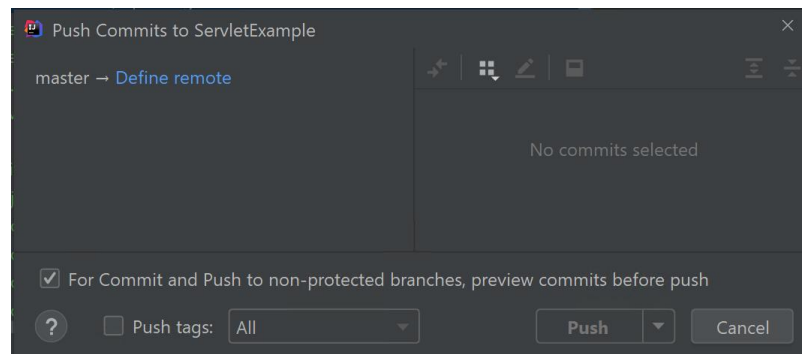 Push Commits to ServletExample
master → Define remote
No commits selected
For Commit and Push to non-protected branches, preview commits before push
? Push tags: All Push Cancel